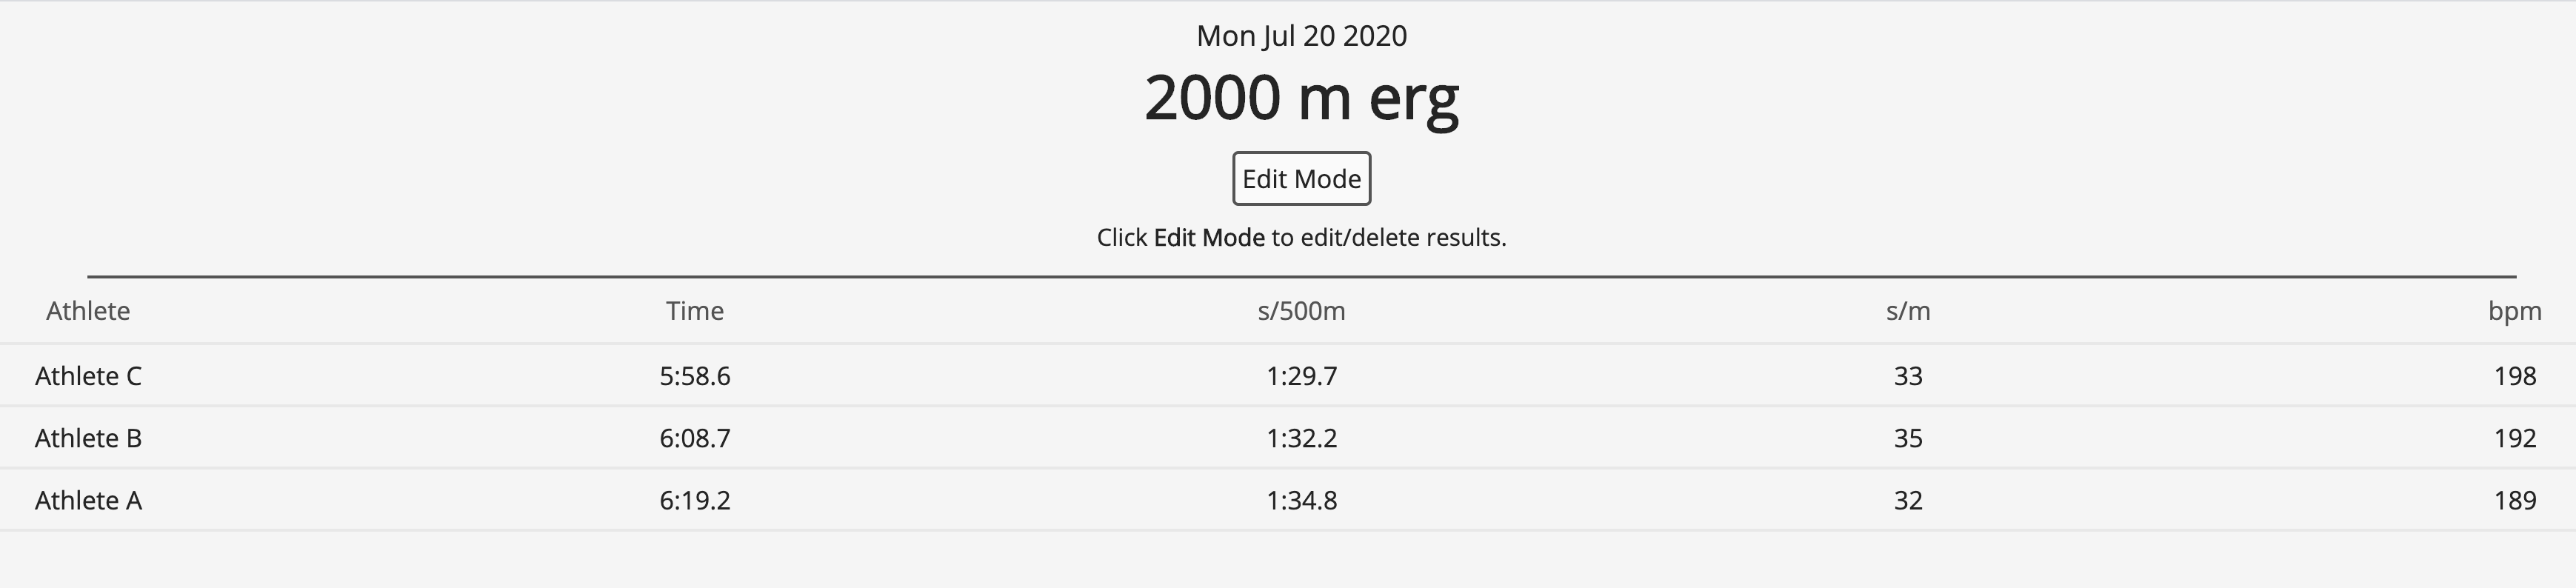 Mon Jul 20 2020
2000 m erg
Edit Mode
Click Edit Mode to edit/delete results.
Athlete Time s/500m s/m bpm
Athlete C 5:58.6 1:29.7 33 198
Athlete B 6:08.7 1:32.2 35 192
Athlete A 6:19.2 1:34.8 32 189